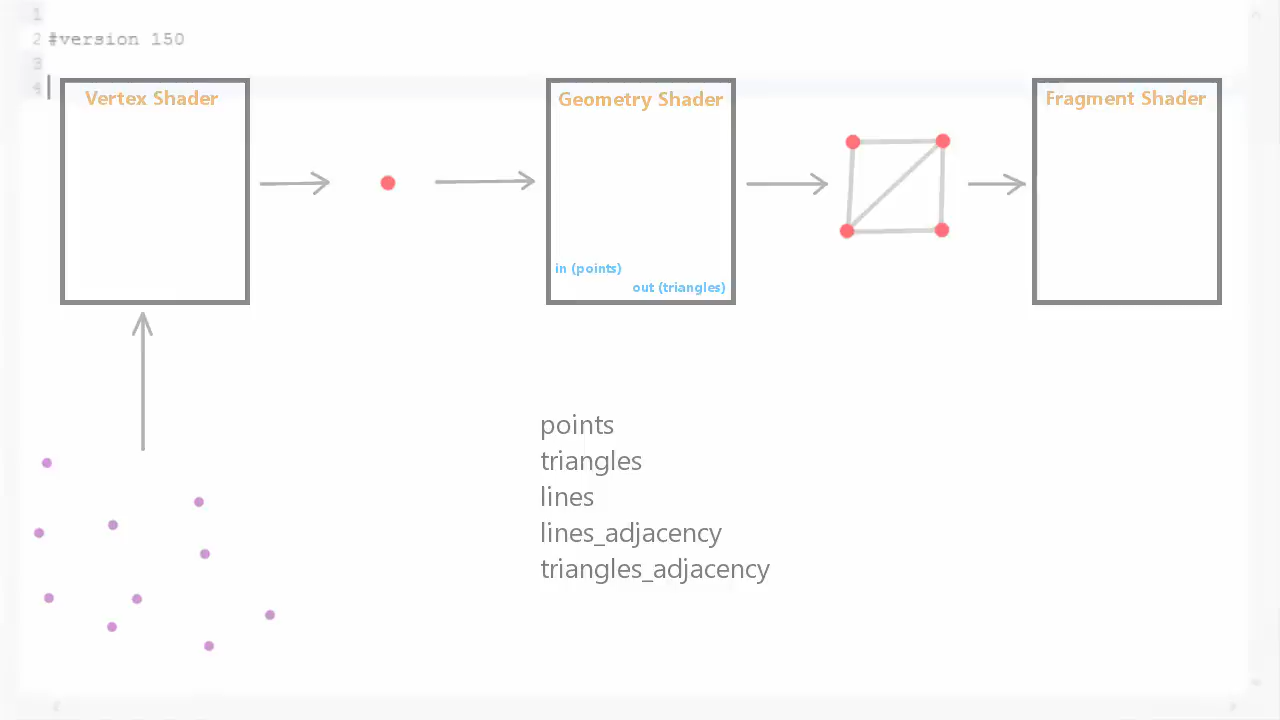 1
2 #version 150
3
4
Vertex Shader
Geometry Shader
Fragment Shader
in (points)
out (triangles)
points
triangles
lines
lines_adjacency
triangles_adjacency